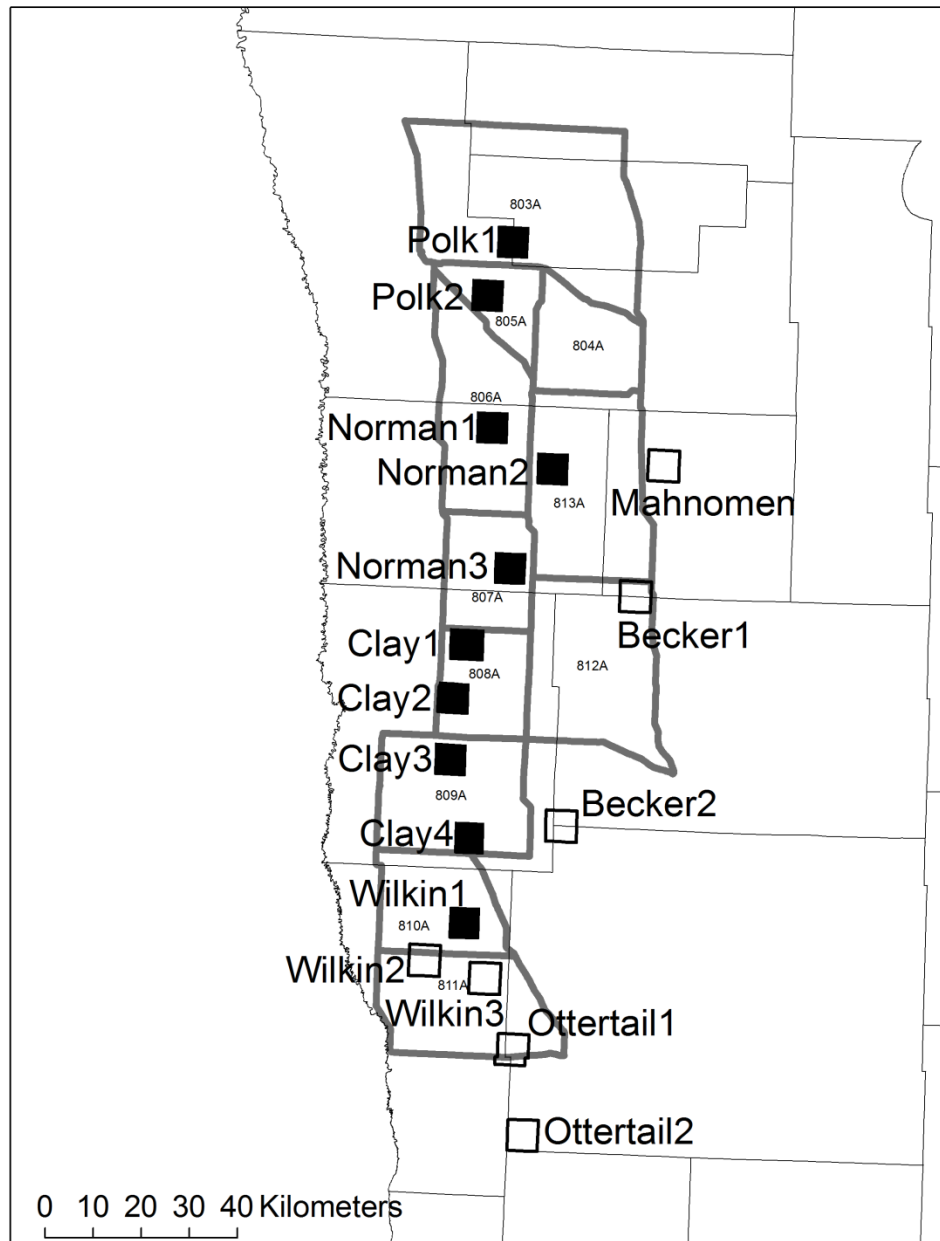 803A
Polk1
Polk2
805A
804A
806A
Norman1
Norman2
Mahnomen
813A
Norman3
807A
Becker1
Clay1
808A
812A
Clay2
Clay3
809A
Becker2
Clay4
Wilkin1
810A
Wilkin2
811A
Wilkin3
Ottertail1
Ottertail2
0 10 20 30 40 Kilometers